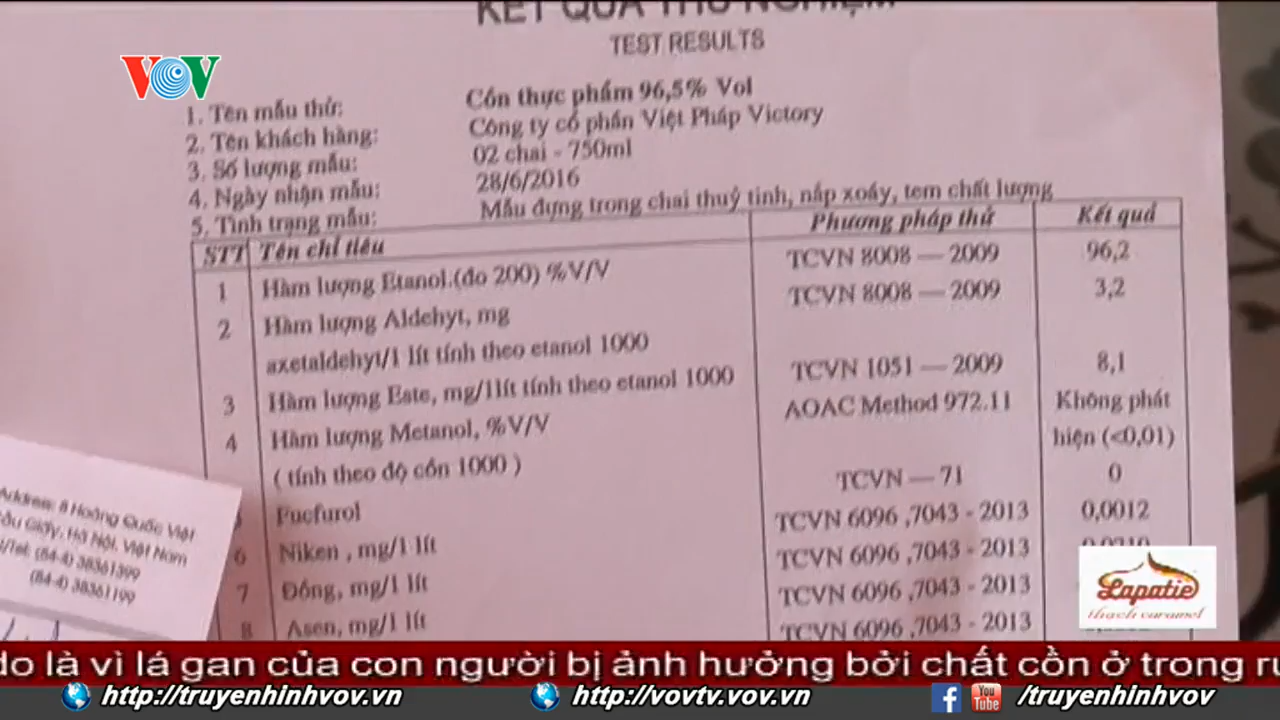 KẾT QUẢ THỬ NGHIỆM
TEST RESULTS
VOV
1. Tên mẫu thử: Cồn thực phẩm 96,5% Vol
2. Tên khách hàng: Công ty cổ phần Việt Pháp Victory
3. Số lượng mẫu: 02 chai - 750ml
4. Ngày nhận mẫu: 28/6/2016
5. Tình trạng mẫu: Mẫu đựng trong chai thuỷ tinh, nắp xoáy, tem chất lượng
STT Tên chỉ tiêu Phương pháp thử Kết quả
1 Hàm lượng Etanol.(đo 200) %V/V TCVN 8008 — 2009 96,2
2 Hàm lượng Aldehyt, mg TCVN 8008 — 2009 3,2
axetaldehyt/1 lít tính theo etanol 1000
3 Hàm lượng Este, mg/1lít tính theo etanol 1000 TCVN 1051 — 2009 8,1
4 Hàm lượng Metanol, %V/V AOAC Method 972.11 Không phát
( tính theo độ cồn 1000 ) hiện (<0,01)
Fucfurol TCVN — 71 0
6 Niken , mg/1 lít TCVN 6096 ,7043 - 2013 0,0012
7 Đồng, mg/1 lít TCVN 6096 ,7043 - 2013
8 Asen, mg/1 lít TCVN 6096 ,7043 - 2013
TCVN 6096 ,7043 - 2013
Address: 8 Hoàng Quốc Việt
Cầu Giấy, Hà Nội, Việt Nam
Tel: (84-4) 38361399
(84-4) 38361199
Lapatie
thạch caramel
do là vì lá gan của con người bị ảnh hưởng bởi chất cồn ở trong
http://truyenhinhvov.vn http://vovtv.vov.vn f You Tube /truyenhinhvov